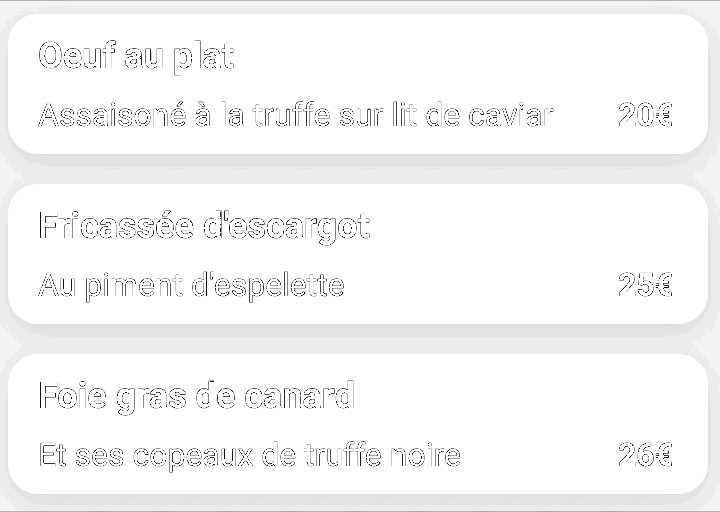 Oeuf au plat
Assaisoné à la truffe sur lit de caviar 20€
Fricassée d'escargot
Au piment d'espelette 25€
Foie gras de canard
Et ses copeaux de truffe noire 26€